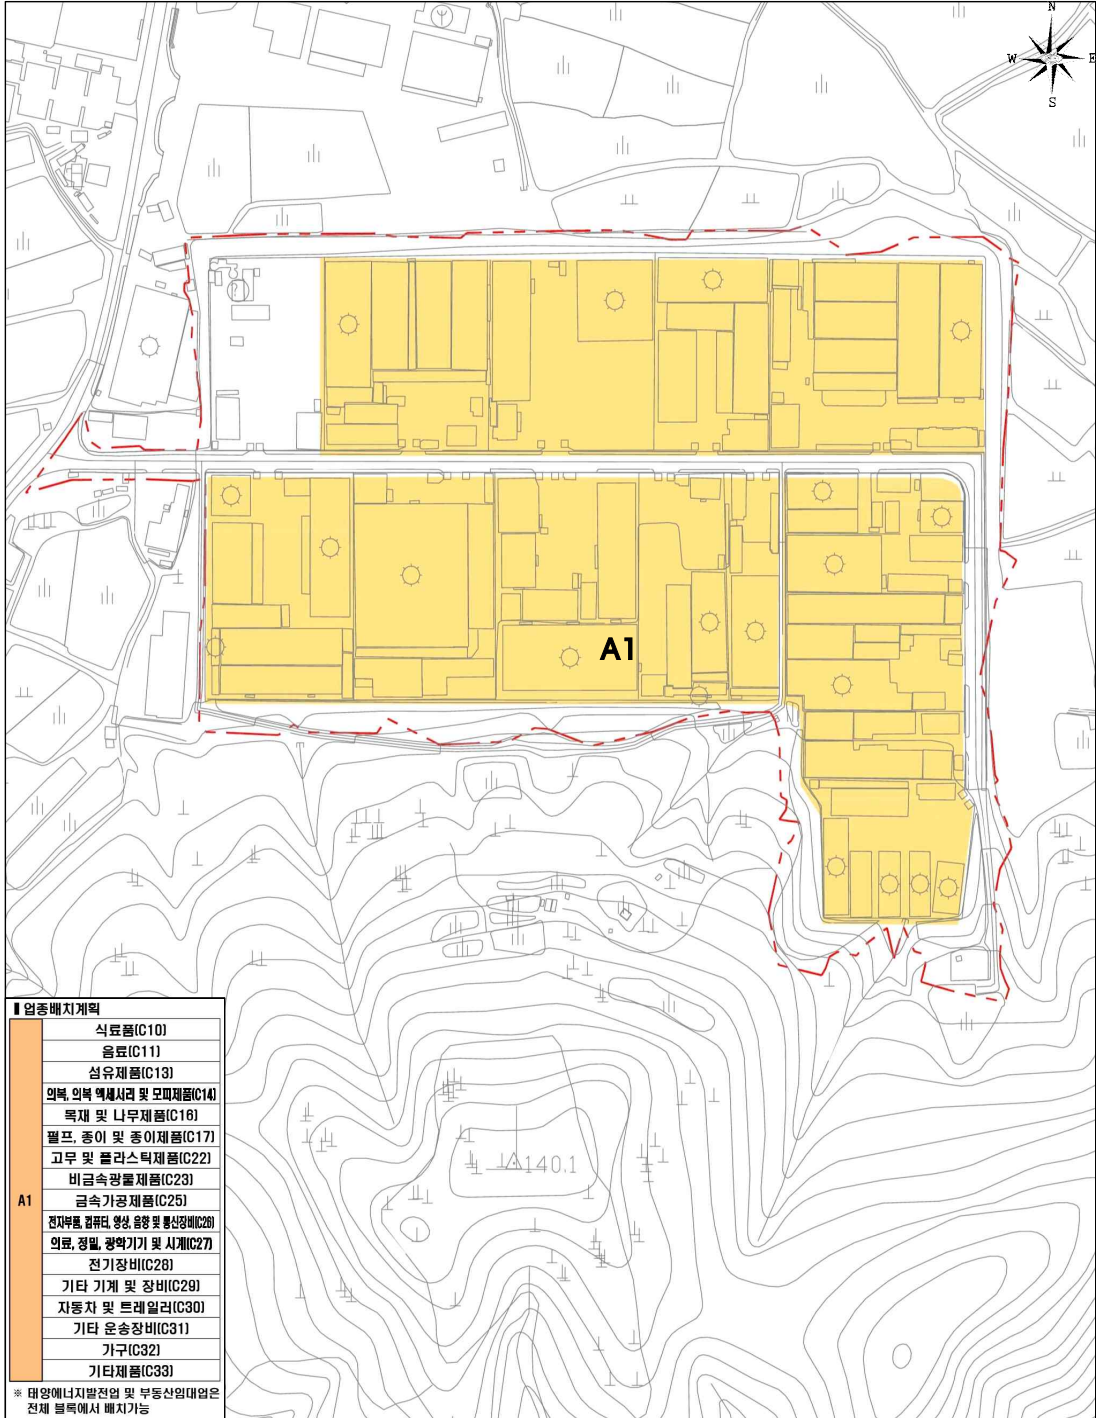 N
W E
S
A1
140.1
▮업종배치계획
A1
식료품(C10)
음료(C11)
섬유제품(C13)
의복, 의복 액세서리 및 모피제품(C14)
목재 및 나무제품(C16)
펄프, 종이 및 종이제품(C17)
고무 및 플라스틱제품(C22)
비금속광물제품(C23)
금속가공제품(C25)
전자부품, 컴퓨터, 영상, 음향 및 통신장비(C26)
의료, 정밀, 광학기기 및 시계(C27)
전기장비(C28)
기타 기계 및 장비(C29)
자동차 및 트레일러(C30)
기타 운송장비(C31)
가구(C32)
기타제품(C33)
※ 태양에너지발전업 및 부동산임대업은
전체 블록에서 배치가능